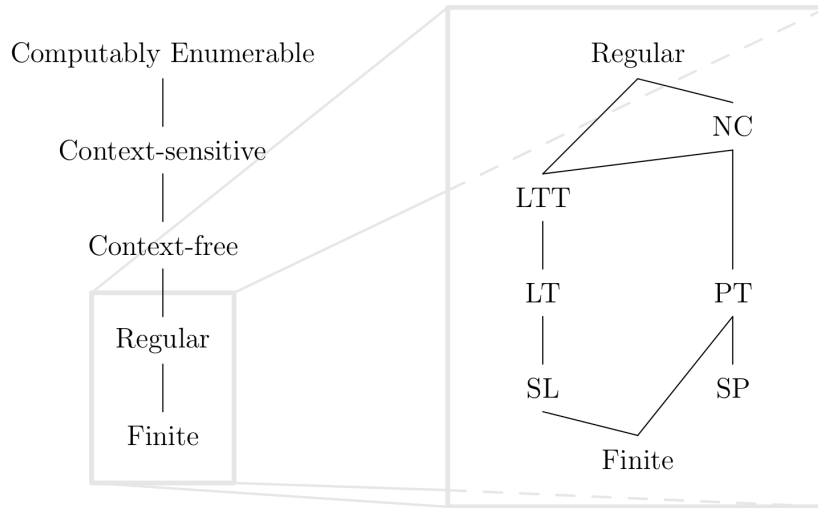 Computably Enumerable
Context-sensitive
Context-free
Regular
Finite
Regular
NC
LTT
LT
PT
SL
SP
Finite